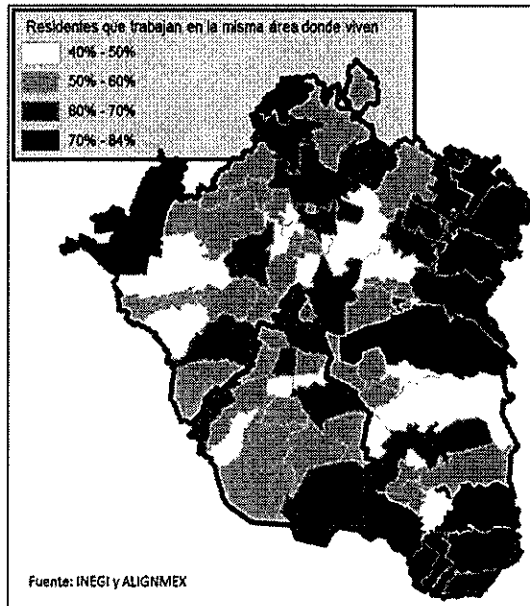 Residentes que trabajan en la misma área donde viven
40% - 50%
50% - 60%
60% - 70%
70% - 84%
Fuente: INEGI y ALIGNMEX